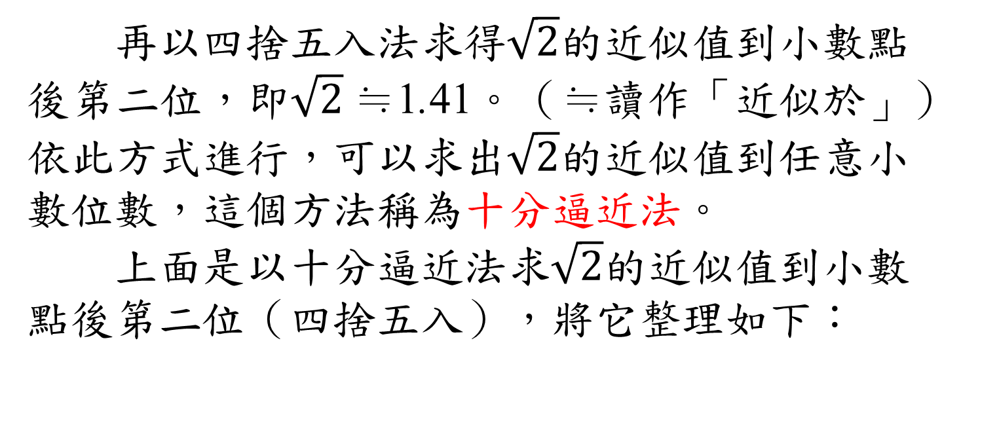 再以四捨五入法求得√2的近似值到小數點
後第二位，即√2 ≒1.41。（≒讀作「近似於」）
依此方式進行，可以求出√2的近似值到任意小
數位數，這個方法稱為十分逼近法。
上面是以十分逼近法求√2的近似值到小數
點後第二位（四捨五入），將它整理如下：